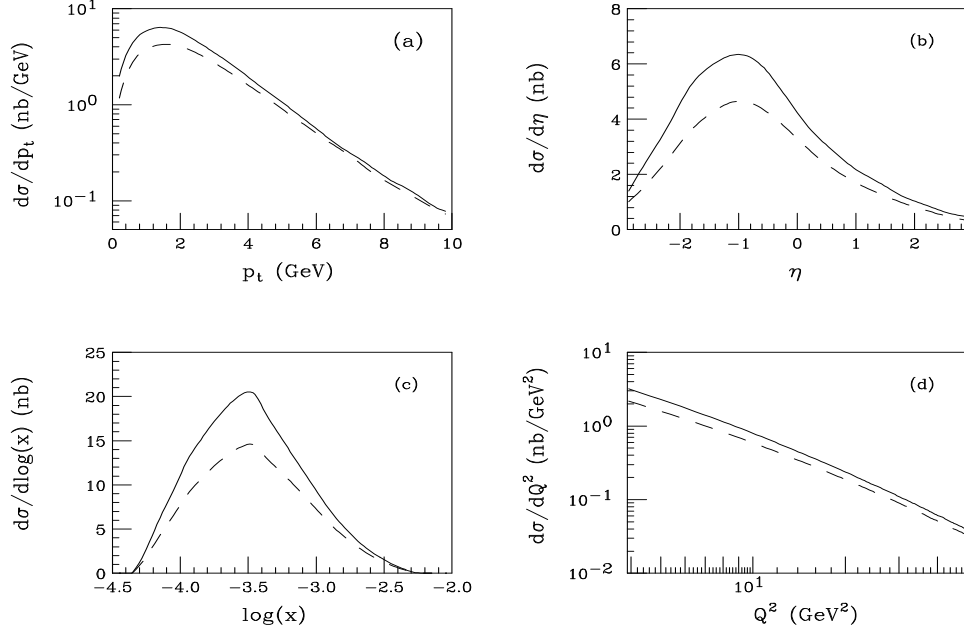 10¹
10⁰
10⁻¹
dσ/dpₜ (nb/GeV)
(a)
0 2 4 6 8 10
pₜ (GeV)
8
6
4
2
0
dσ/dη (nb)
(b)
−2 −1 0 1 2
η
25
20
15
10
5
0
dσ/dlog(x) (nb)
(c)
−4.5 −4.0 −3.5 −3.0 −2.5 −2.0
log(x)
10¹
10⁰
10⁻¹
10⁻²
dσ/dQ² (nb/GeV²)
(d)
10¹
Q² (GeV²)